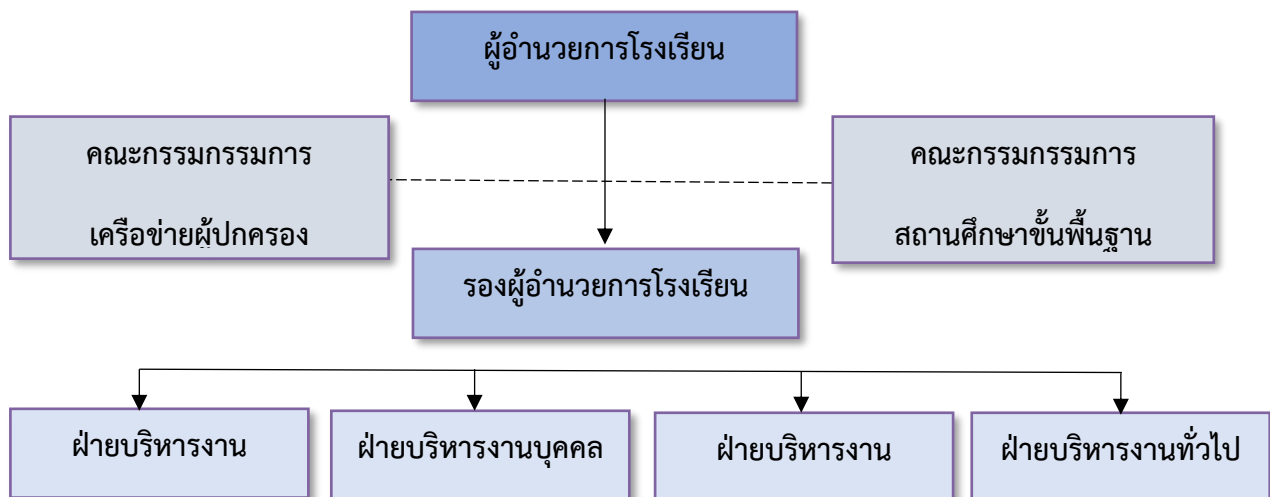 ผู้อำนวยการโรงเรียน
คณะกรรมกรรมการ
เครือข่ายผู้ปกครอง
คณะกรรมกรรมการ
สถานศึกษาขั้นพื้นฐาน
รองผู้อำนวยการโรงเรียน
ฝ่ายบริหารงาน
ฝ่ายบริหารงานบุคคล
ฝ่ายบริหารงาน
ฝ่ายบริหารงานทั่วไป